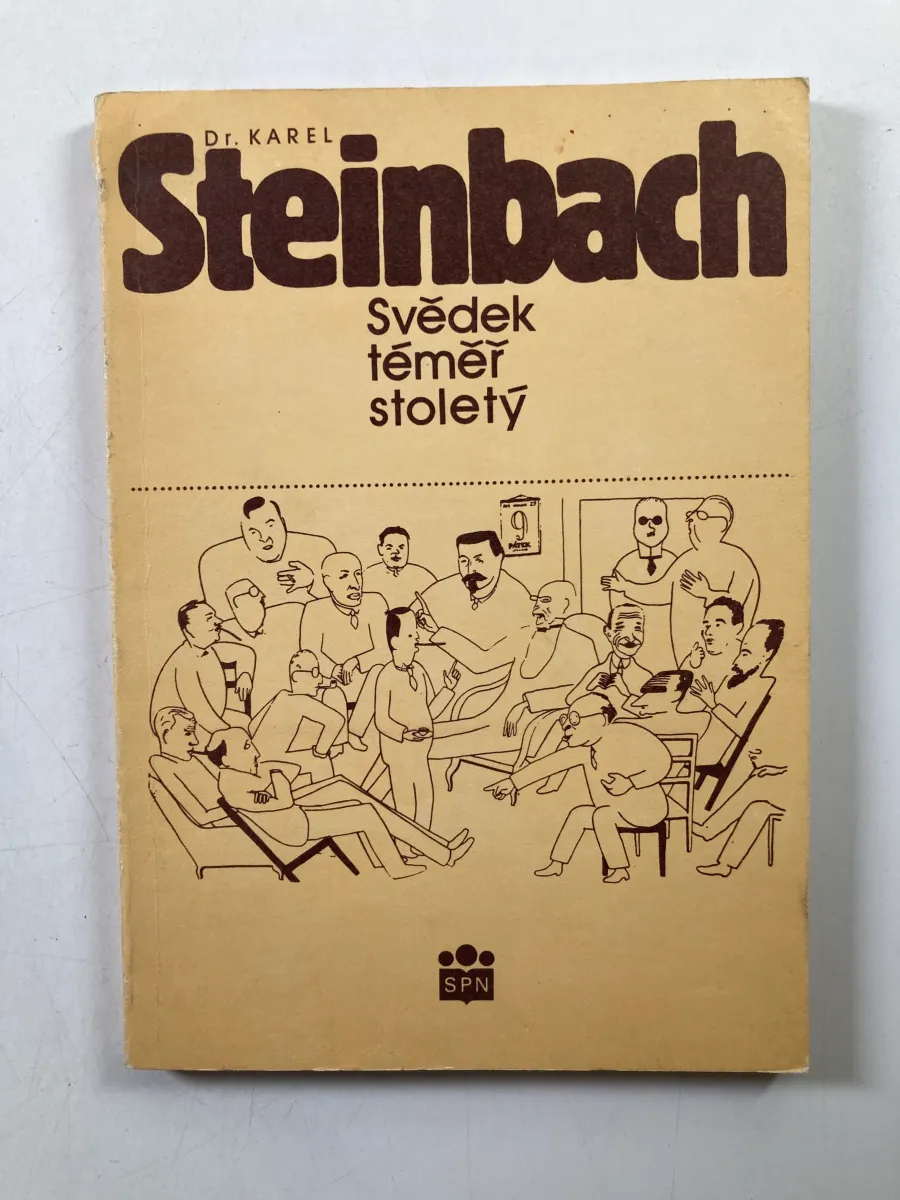 Dr. KAREL
Steinbach
Svědek
téměř
stoletý
9
PÁTEK
SPN